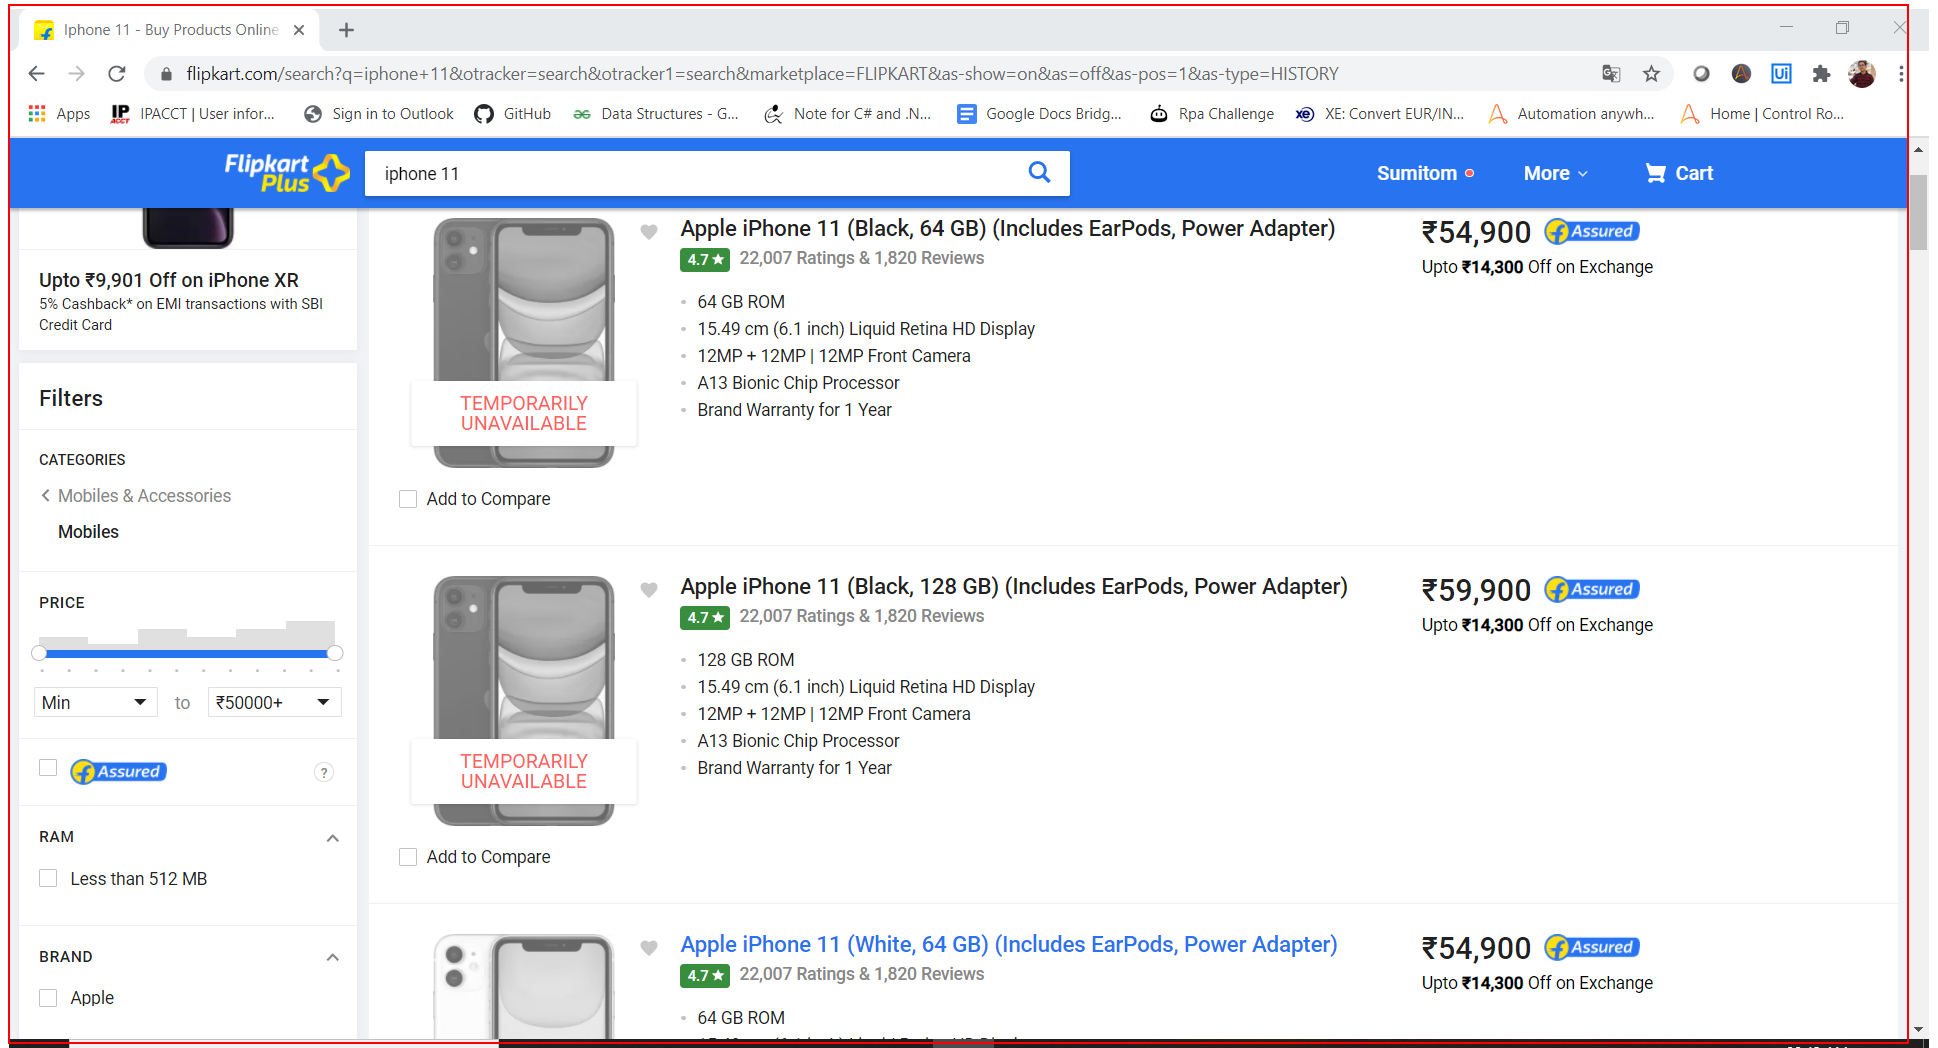 Iphone 11 - Buy Products Online
flipkart.com/search?q=iphone+11&otracker=search&otracker1=search&marketplace=FLIPKART&as-show=on&as=off&as-pos=1&as-type=HISTORY
Apps
IPACCT | User infor...
Sign in to Outlook
GitHub
Data Structures - G...
Note for C# and .N...
Google Docs Bridg...
Rpa Challenge
XE: Convert EUR/IN...
Automation anywh...
Home | Control Ro...
Flipkart
Plus
iphone 11
Sumitom
More
Cart
Upto ₹9,901 Off on iPhone XR
5% Cashback* on EMI transactions with SBI
Credit Card
Filters
CATEGORIES
Mobiles & Accessories
Mobiles
PRICE
Min to ₹50000+
Assured
?
RAM
Less than 512 MB
BRAND
Apple
Apple iPhone 11 (Black, 64 GB) (Includes EarPods, Power Adapter)
4.7★ 22,007 Ratings & 1,820 Reviews
64 GB ROM
15.49 cm (6.1 inch) Liquid Retina HD Display
12MP + 12MP | 12MP Front Camera
A13 Bionic Chip Processor
Brand Warranty for 1 Year
₹54,900 Assured
Upto ₹14,300 Off on Exchange
TEMPORARILY
UNAVAILABLE
Add to Compare
Apple iPhone 11 (Black, 128 GB) (Includes EarPods, Power Adapter)
4.7★ 22,007 Ratings & 1,820 Reviews
128 GB ROM
15.49 cm (6.1 inch) Liquid Retina HD Display
12MP + 12MP | 12MP Front Camera
A13 Bionic Chip Processor
Brand Warranty for 1 Year
₹59,900 Assured
Upto ₹14,300 Off on Exchange
TEMPORARILY
UNAVAILABLE
Add to Compare
Apple iPhone 11 (White, 64 GB) (Includes EarPods, Power Adapter)
4.7★ 22,007 Ratings & 1,820 Reviews
64 GB ROM
₹54,900 Assured
Upto ₹14,300 Off on Exchange